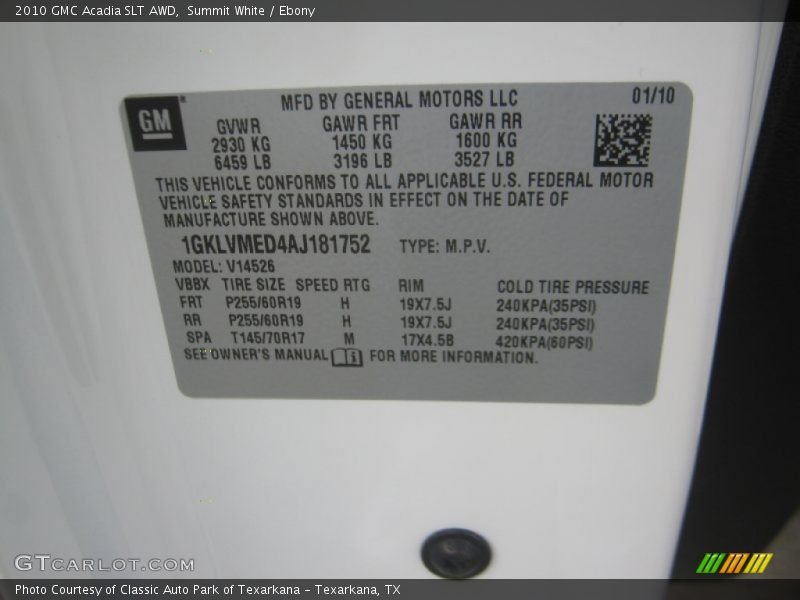 2010 GMC Acadia SLT AWD,  Summit White / Ebony
GM
MFD BY GENERAL MOTORS LLC 01/10
GVWR GAWR FRT GAWR RR
2930 KG 1450 KG 1600 KG
6459 LB 3196 LB 3527 LB
THIS VEHICLE CONFORMS TO ALL APPLICABLE U.S. FEDERAL MOTOR
VEHICLE SAFETY STANDARDS IN EFFECT ON THE DATE OF
MANUFACTURE SHOWN ABOVE.
1GKLVMED4AJ181752 TYPE: M.P.V.
MODEL: V14526
VBBX TIRE SIZE SPEED RTG RIM COLD TIRE PRESSURE
FRT P255/60R19 H 19X7.5J 240KPA(35PSI)
RR P255/60R19 H 19X7.5J 240KPA(35PSI)
SPA T145/70R17 M 17X4.5B 420KPA(60PSI)
SEE OWNER'S MANUAL FOR MORE INFORMATION.
GTCARLOT.COM
Photo Courtesy of Classic Auto Park of Texarkana - Texarkana, TX